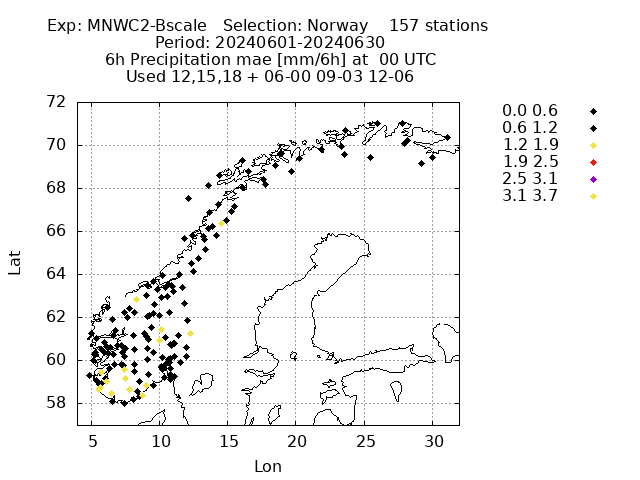 Exp: MNWC2-Bscale   Selection: Norway    157 stations
Period: 20240601-20240630
6h Precipitation mae [mm/6h] at  00 UTC
Used 12,15,18 + 06-00 09-03 12-06
72
70
68
66
64
62
60
58
Lat
5 10 15 20 25 30
Lon
0.0 0.6
0.6 1.2
1.2 1.9
1.9 2.5
2.5 3.1
3.1 3.7